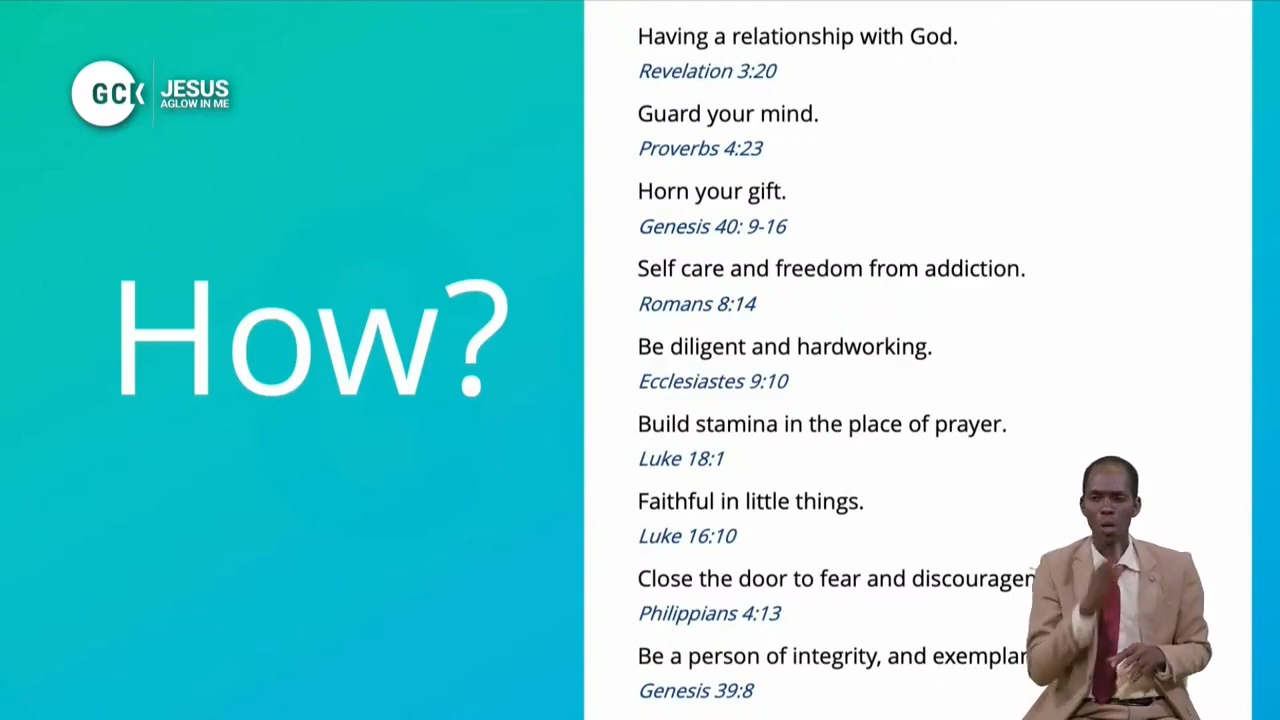 GCK
JESUS
AGLOW IN ME
How?
Having a relationship with God.
Revelation 3:20
Guard your mind.
Proverbs 4:23
Horn your gift.
Genesis 40: 9-16
Self care and freedom from addiction.
Romans 8:14
Be diligent and hardworking.
Ecclesiastes 9:10
Build stamina in the place of prayer.
Luke 18:1
Faithful in little things.
Luke 16:10
Close the door to fear and
Philippians 4:13
Be a person of integrity, and
Genesis 39:8